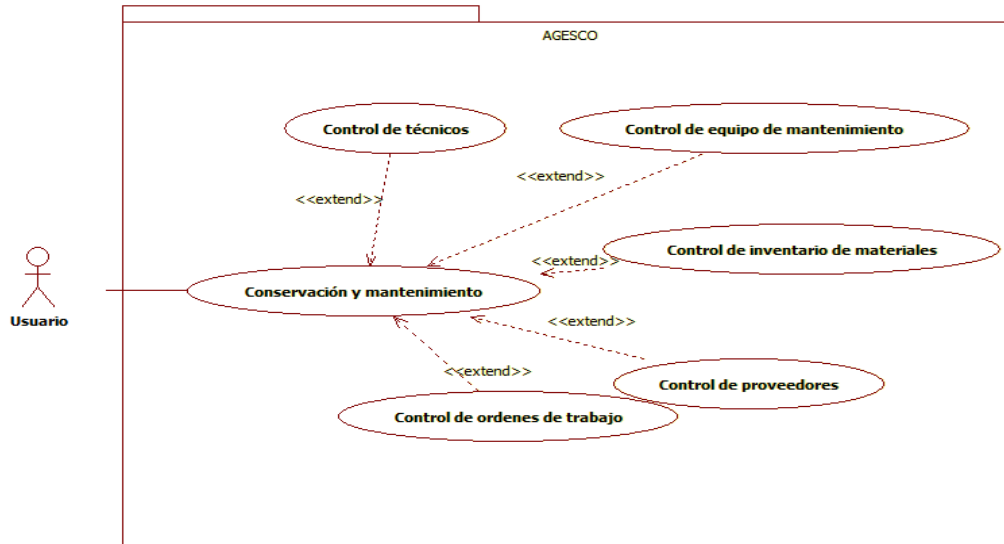 AGESCO
Control de técnicos
Control de equipo de mantenimiento
<<extend>>
<<extend>>
Control de inventario de materiales
<<extend>>
Conservación y mantenimiento
Usuario
<<extend>>
<<extend>>
Control de proveedores
Control de ordenes de trabajo